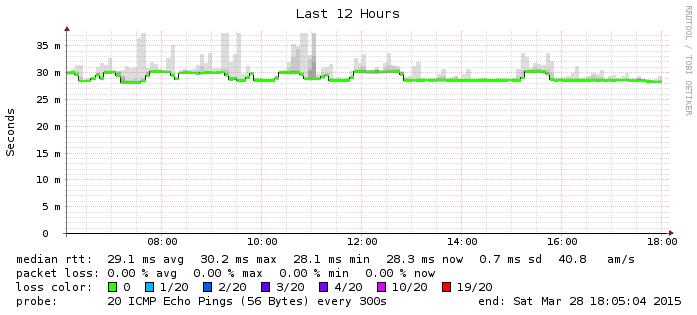 Last 12 Hours
RRDTOOL / TOBI OETIKER
Seconds
35 m
30 m
25 m
20 m
15 m
10 m
5 m
0
08:00 10:00 12:00 14:00 16:00 18:00
median rtt: 29.1 ms avg 30.2 ms max 28.1 ms min 28.3 ms now 0.7 ms sd 40.8 am/s
packet loss: 0.00 % avg 0.00 % max 0.00 % min 0.00 % now
loss color: 0 1/20 2/20 3/20 4/20 10/20 19/20
probe: 20 ICMP Echo Pings (56 Bytes) every 300s end: Sat Mar 28 18:05:04 2015